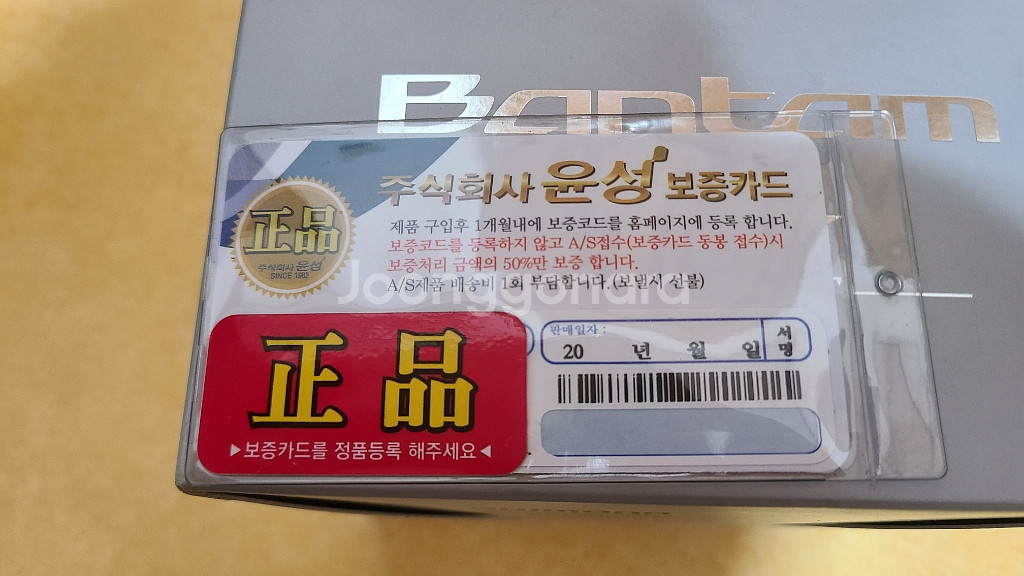 Bantam
주식회사 윤성 보증카드
正品
주식회사 윤성
SINCE 1982
제품 구입후 1개월내에 보증코드를 홈페이지에 등록 합니다.
보증코드를 등록하지 않고 A/S접수(보증카드 동봉 접수)시
보증처리 금액의 50%만 보증 합니다.
A/S제품 배송비 1회 부담합니다.(보낼시 선불)
Joonggonara
正品
▶보증카드를 정품등록 해주세요◀
판매일자 :
20 년 월 일
서명